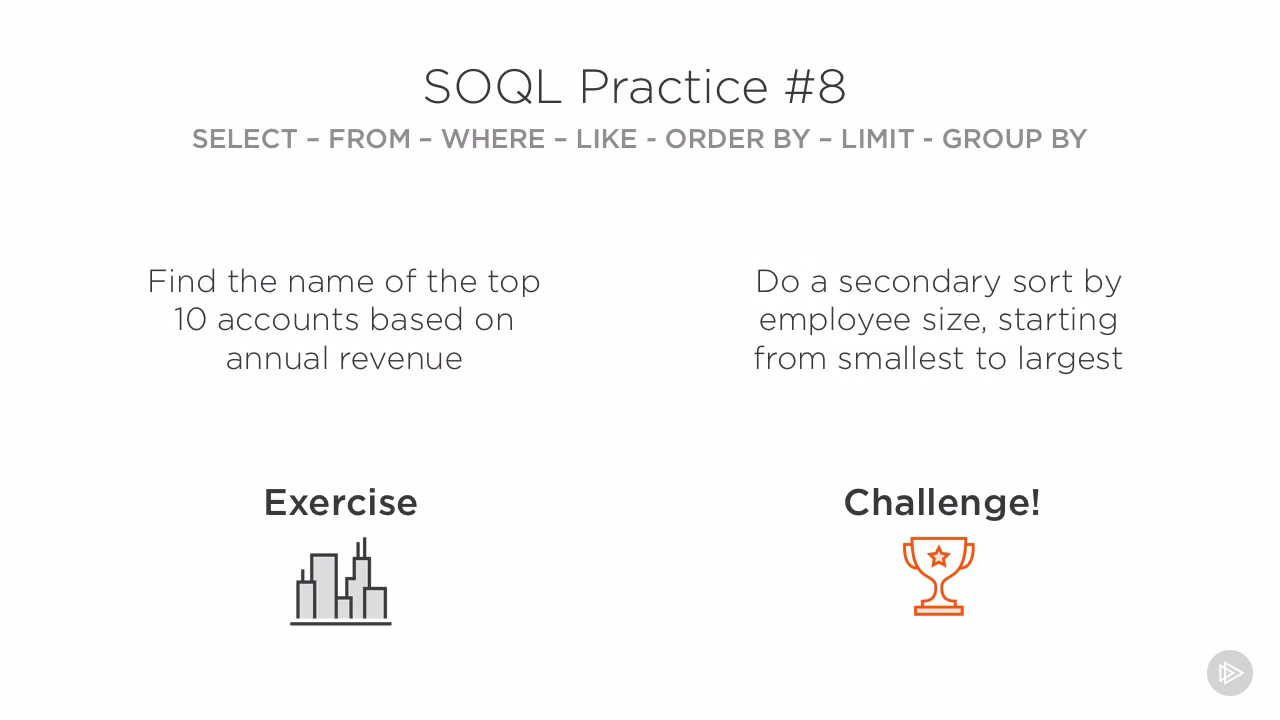 SOQL Practice #8
SELECT – FROM – WHERE – LIKE - ORDER BY – LIMIT - GROUP BY
Find the name of the top
10 accounts based on
annual revenue
Exercise
Do a secondary sort by
employee size, starting
from smallest to largest
Challenge!